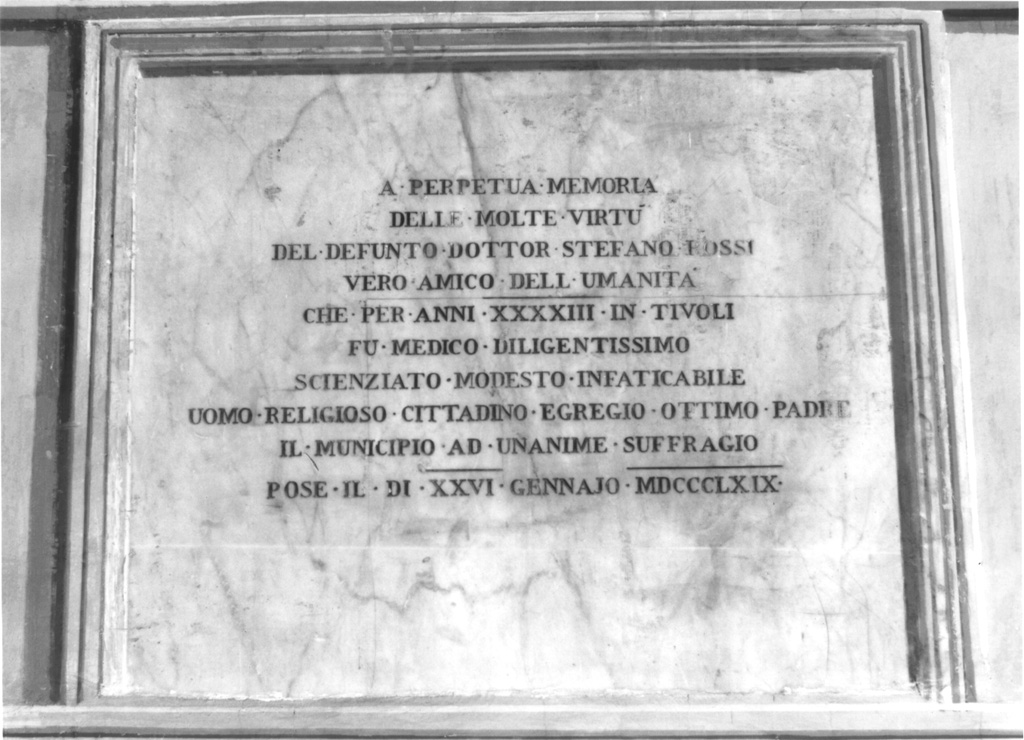 A·PERPETUA·MEMORIA
DELLE·MOLTE·VIRTÙ
DEL·DEFUNTO·DOTTOR·STEFANO·ROSSI
VERO·AMICO·DELL·UMANITÀ
CHE·PER·ANNI·XXXXIII·IN·TIVOLI
FU·MEDICO·DILIGENTISSIMO
SCIENZIATO·MODESTO·INFATICABILE
UOMO·RELIGIOSO·CITTADINO·EGREGIO·OTTIMO·PADRE
IL·MUNICIPIO·AD·UNANIME·SUFFRAGIO
POSE·IL·DI·XXVI·GENNAJO·MDCCCLXIX·